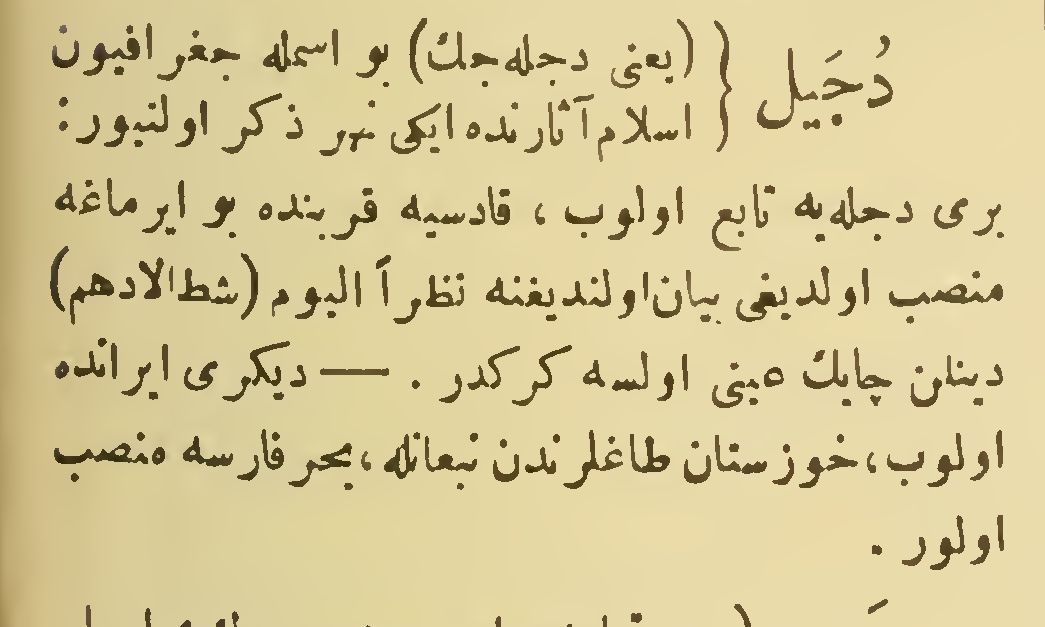 دُجَيل { (يعنى دجله‌جك) بو اسمله جغرافيون
اسلام آثارنده ايكى نهر ذكر اولنيور:
برى دجله‌يه تابع اولوب ، قادسيه قربنده بو ايرماغه
منصب اولديغى بيان اولنديغنه نظراً اليوم (شط الادهم)
دينلن چايك عينى اولسه كركدر . — ديكرى ايرانده
اولوب، خوزستان طاغلرندن نبعانله، بحر فارسه منصب
اولور .